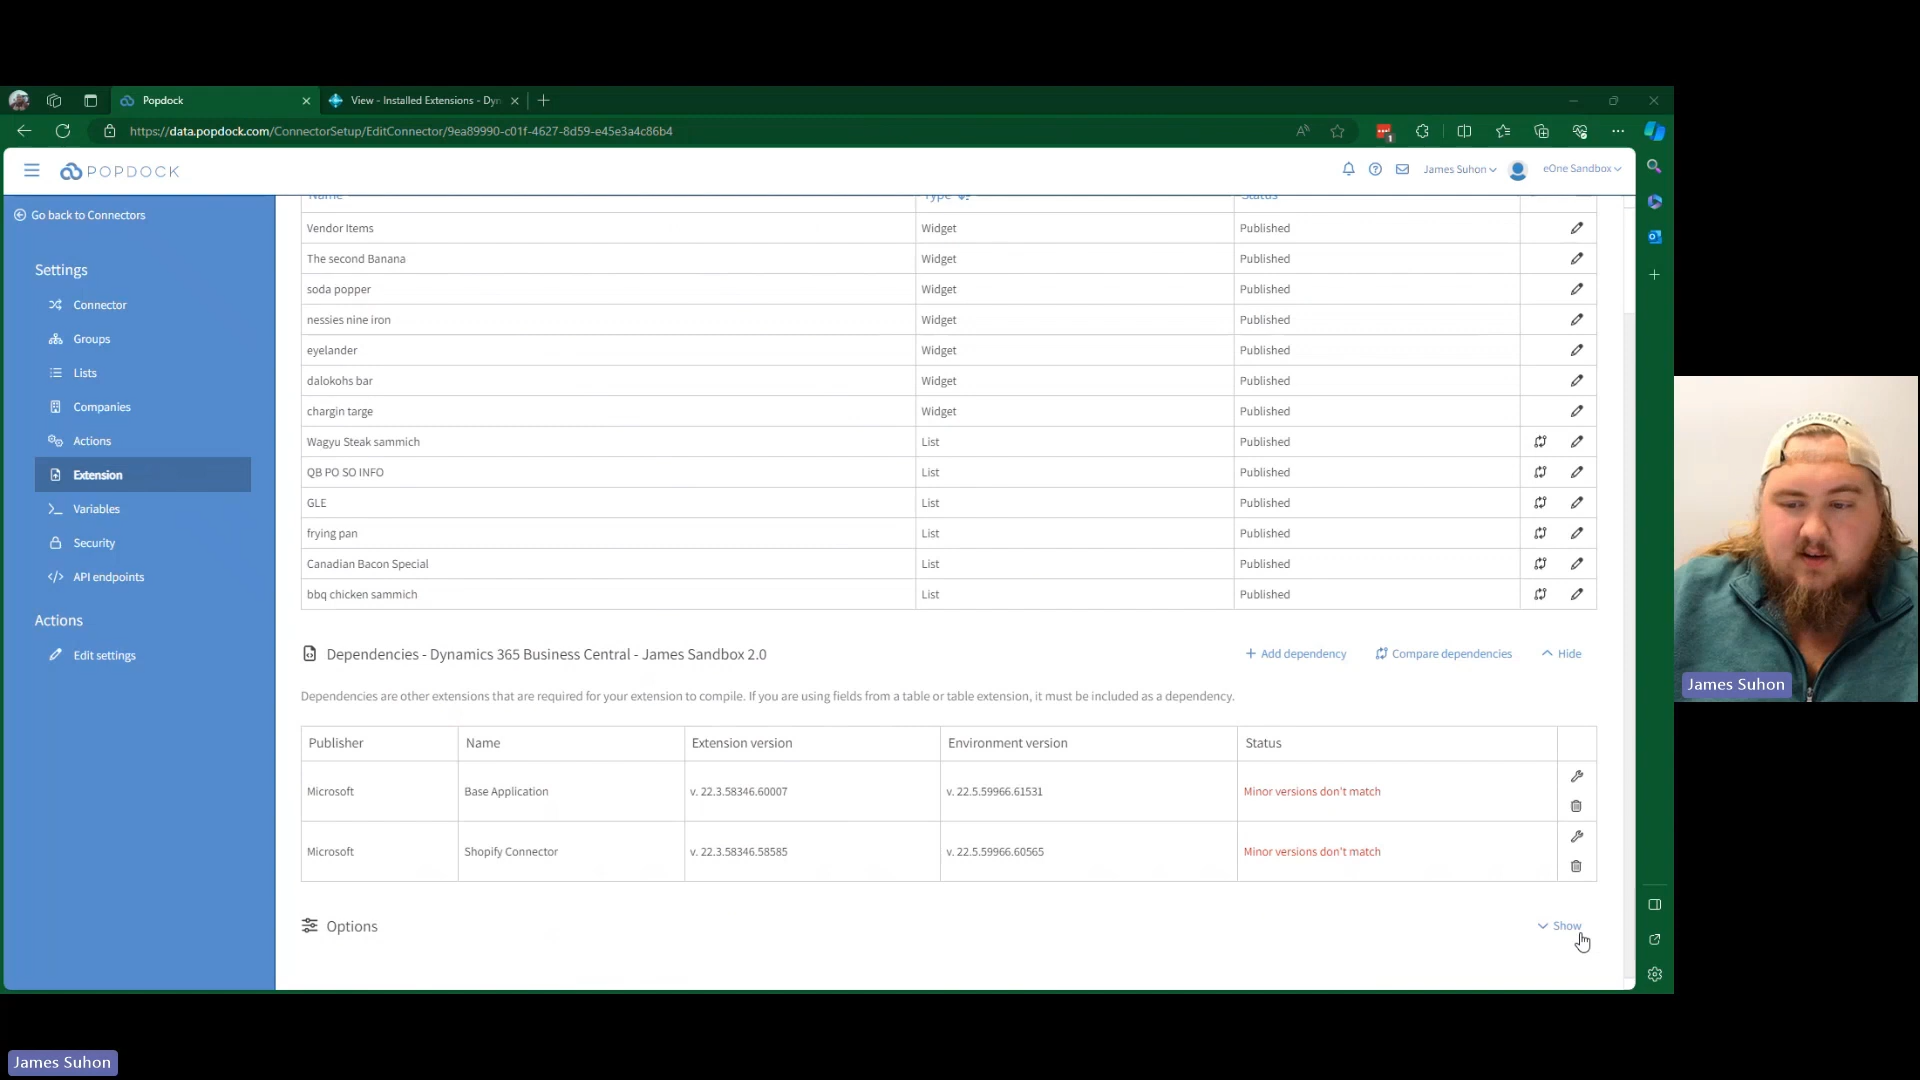 Popdock
View - Installed Extensions - Dyn
https://data.popdock.com/ConnectorSetup/EditConnector/9ea89990-c01f-4627-8d59-e45e3a4c86b4
1
POPDOCK
James Suhon
eOne Sandbox
Go back to Connectors
Settings
Connector
Groups
Lists
Companies
Actions
Extension
Variables
Security
API endpoints
Actions
Edit settings
Name Type Status
Vendor Items Widget Published
The second Banana Widget Published
soda popper Widget Published
nessies nine iron Widget Published
eyelander Widget Published
dalokohs bar Widget Published
chargin targe Widget Published
Wagyu Steak sammich List Published
QB PO SO INFO List Published
GLE List Published
frying pan List Published
Canadian Bacon Special List Published
bbq chicken sammich List Published
Dependencies - Dynamics 365 Business Central - James Sandbox 2.0
Add dependency Compare dependencies Hide
Dependencies are other extensions that are required for your extension to compile. If you are using fields from a table or table extension, it must be included as a dependency.
Publisher Name Extension version Environment version Status
Microsoft Base Application v. 22.3.58346.60007 v. 22.5.59966.61531 Minor versions don't match
Microsoft Shopify Connector v. 22.3.58346.58585 v. 22.5.59966.60565 Minor versions don't match
Options Show
James Suhon
James Suhon